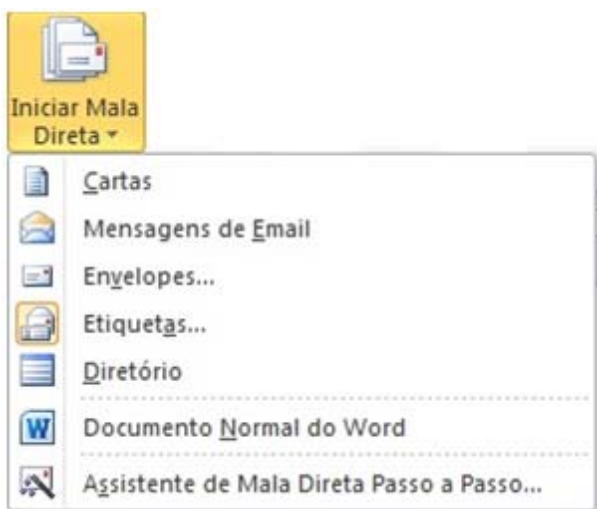 Iniciar Mala
Direta
Cartas
Mensagens de Email
Envelopes...
Etiquetas...
Diretório
W
Documento Normal do Word
Assistente de Mala Direta Passo a Passo...